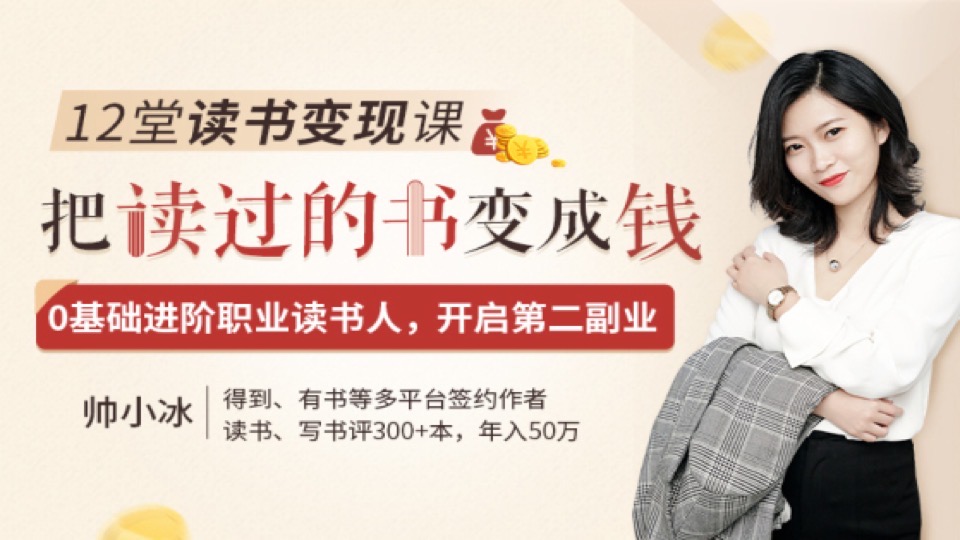 12堂读书变现课
把读过的书变成钱
0基础进阶职业读书人，开启第二副业
帅小冰
得到、有书等多平台签约作者
读书、写书评300+本，年入50万